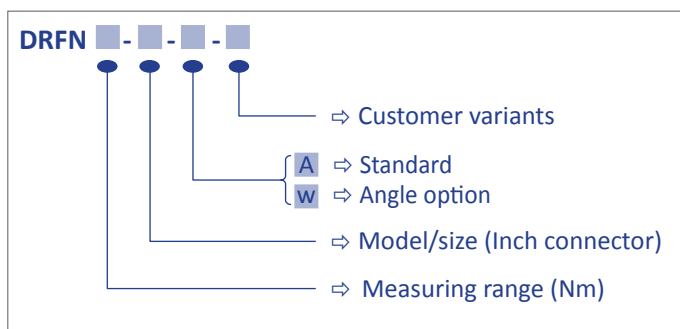 DRFN - - -
⇨ Customer variants
A ⇨ Standard
w ⇨ Angle option
⇨ Model/size (Inch connector)
⇨ Measuring range (Nm)